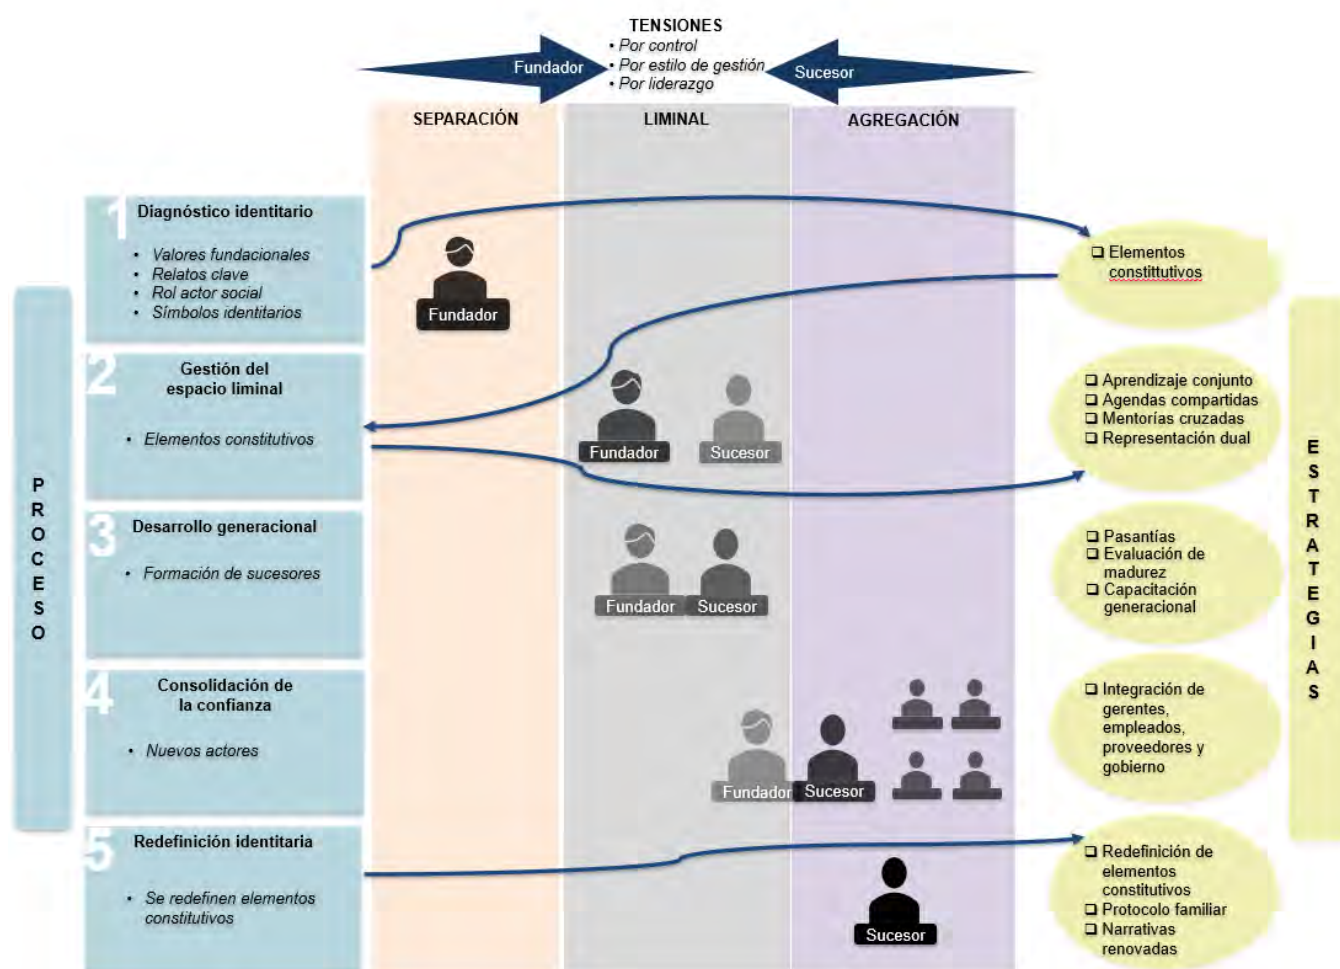 TENSIONES
• Por control
• Por estilo de gestión
• Por liderazgo
Fundador
Sucesor
SEPARACIÓN
LIMINAL
AGREGACIÓN
PROCESO
1
Diagnóstico identitario
• Valores fundacionales
• Relatos clave
• Rol actor social
• Símbolos identitarios
Fundador
❑ Elementos
constittutivos
2
Gestión del
espacio liminal
• Elementos constitutivos
Fundador
Sucesor
❑ Aprendizaje conjunto
❑ Agendas compartidas
❑ Mentorías cruzadas
❑ Representación dual
3
Desarrollo generacional
• Formación de sucesores
Fundador
Sucesor
❑ Pasantías
❑ Evaluación de
madurez
❑ Capacitación
generacional
4
Consolidación de
la confianza
• Nuevos actores
Fundador
Sucesor
❑ Integración de
gerentes,
empleados,
proveedores y
gobierno
5
Redefinición identitaria
• Se redefinen elementos
constitutivos
Sucesor
❑ Redefinición de
elementos
constitutivos
❑ Protocolo familiar
❑ Narrativas
renovadas
ESTRATEGIAS